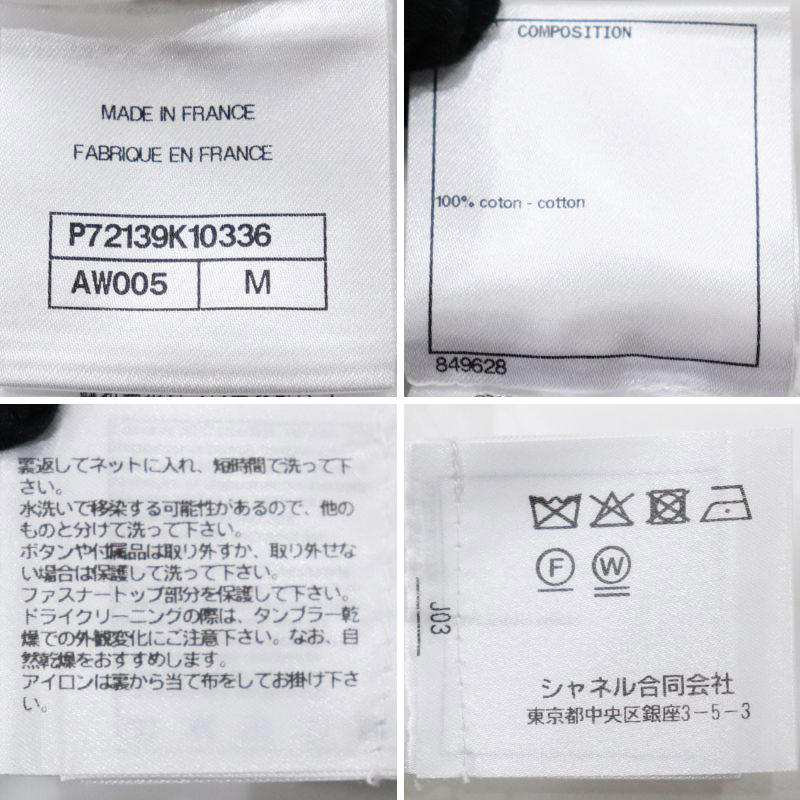 MADE IN FRANCE
FABRIQUE EN FRANCE
P72139K10336
AW005 M
COMPOSITION
100% coton - cotton
849628
裏返してネットに入れ、短時間で洗って下
さい。
水洗いで移染する可能性があるので、他の
ものと分けて洗って下さい。
ボタンや付属品は取り外すか、取り外せな
い場合は保護して洗って下さい。
ファスナートップ部分を保護して下さい。
ドライクリーニングの際は、タンブラー乾
燥での外観変化にご注意下さい。なお、自
然乾燥をおすすめします。
アイロンは裏から当て布をしてお掛け下さ
い。
F W
J03
シャネル合同会社
東京都中央区銀座3-5-3